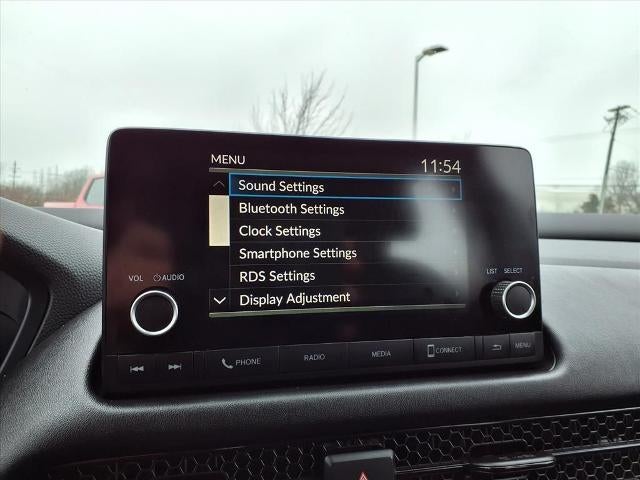 MENU 11:54
Sound Settings
Bluetooth Settings
Clock Settings
Smartphone Settings
RDS Settings
Display Adjustment
VOL AUDIO
LIST SELECT
PHONE RADIO MEDIA CONNECT MENU